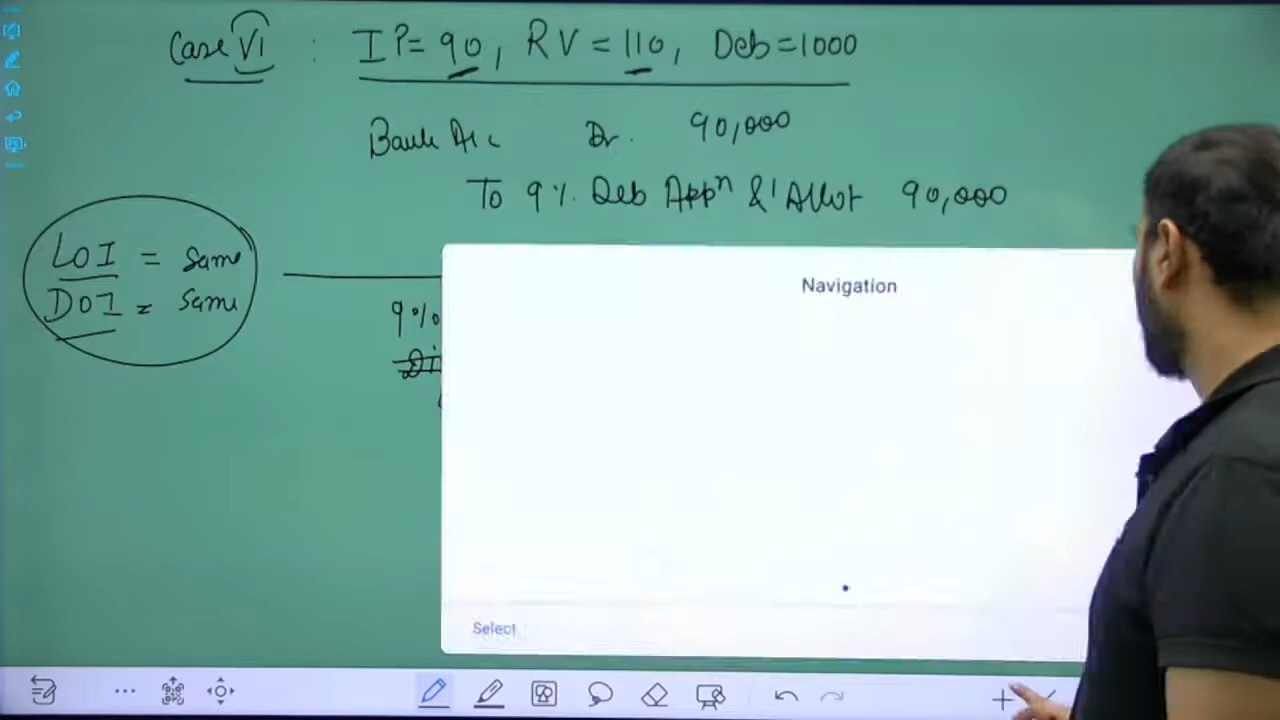 Case VI : IP= 90, RV = 110, Deb=1000
Bank A/c Dr. 90,000
To 9% Deb Appⁿ & Allot 90,000
LOI = Same
DOI = Same
9%
Di
Navigation
Select